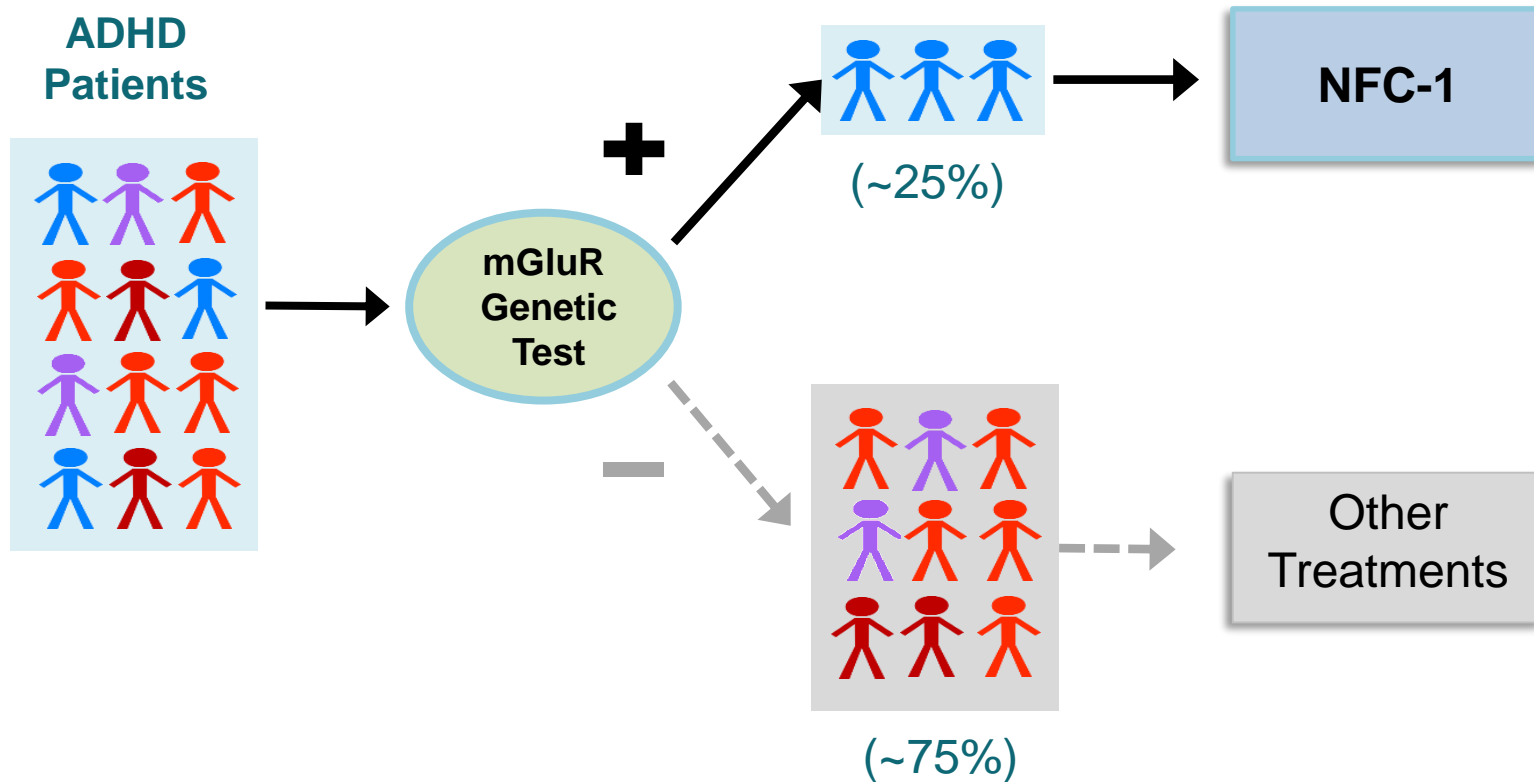 ADHD
Patients
+
(~25%)
NFC-1
mGluR
Genetic
Test
–
(~75%)
Other
Treatments